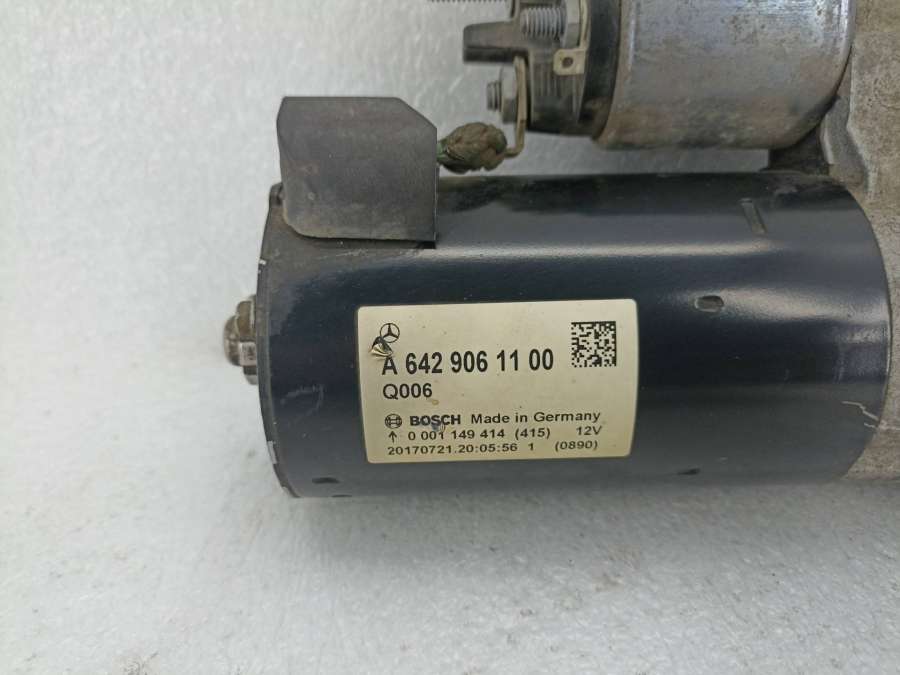 A 642 906 11 00
Q006
BOSCH Made in Germany
↑ 0 001 149 414 (415) 12V
20170721.20:05:56 1 (0890)